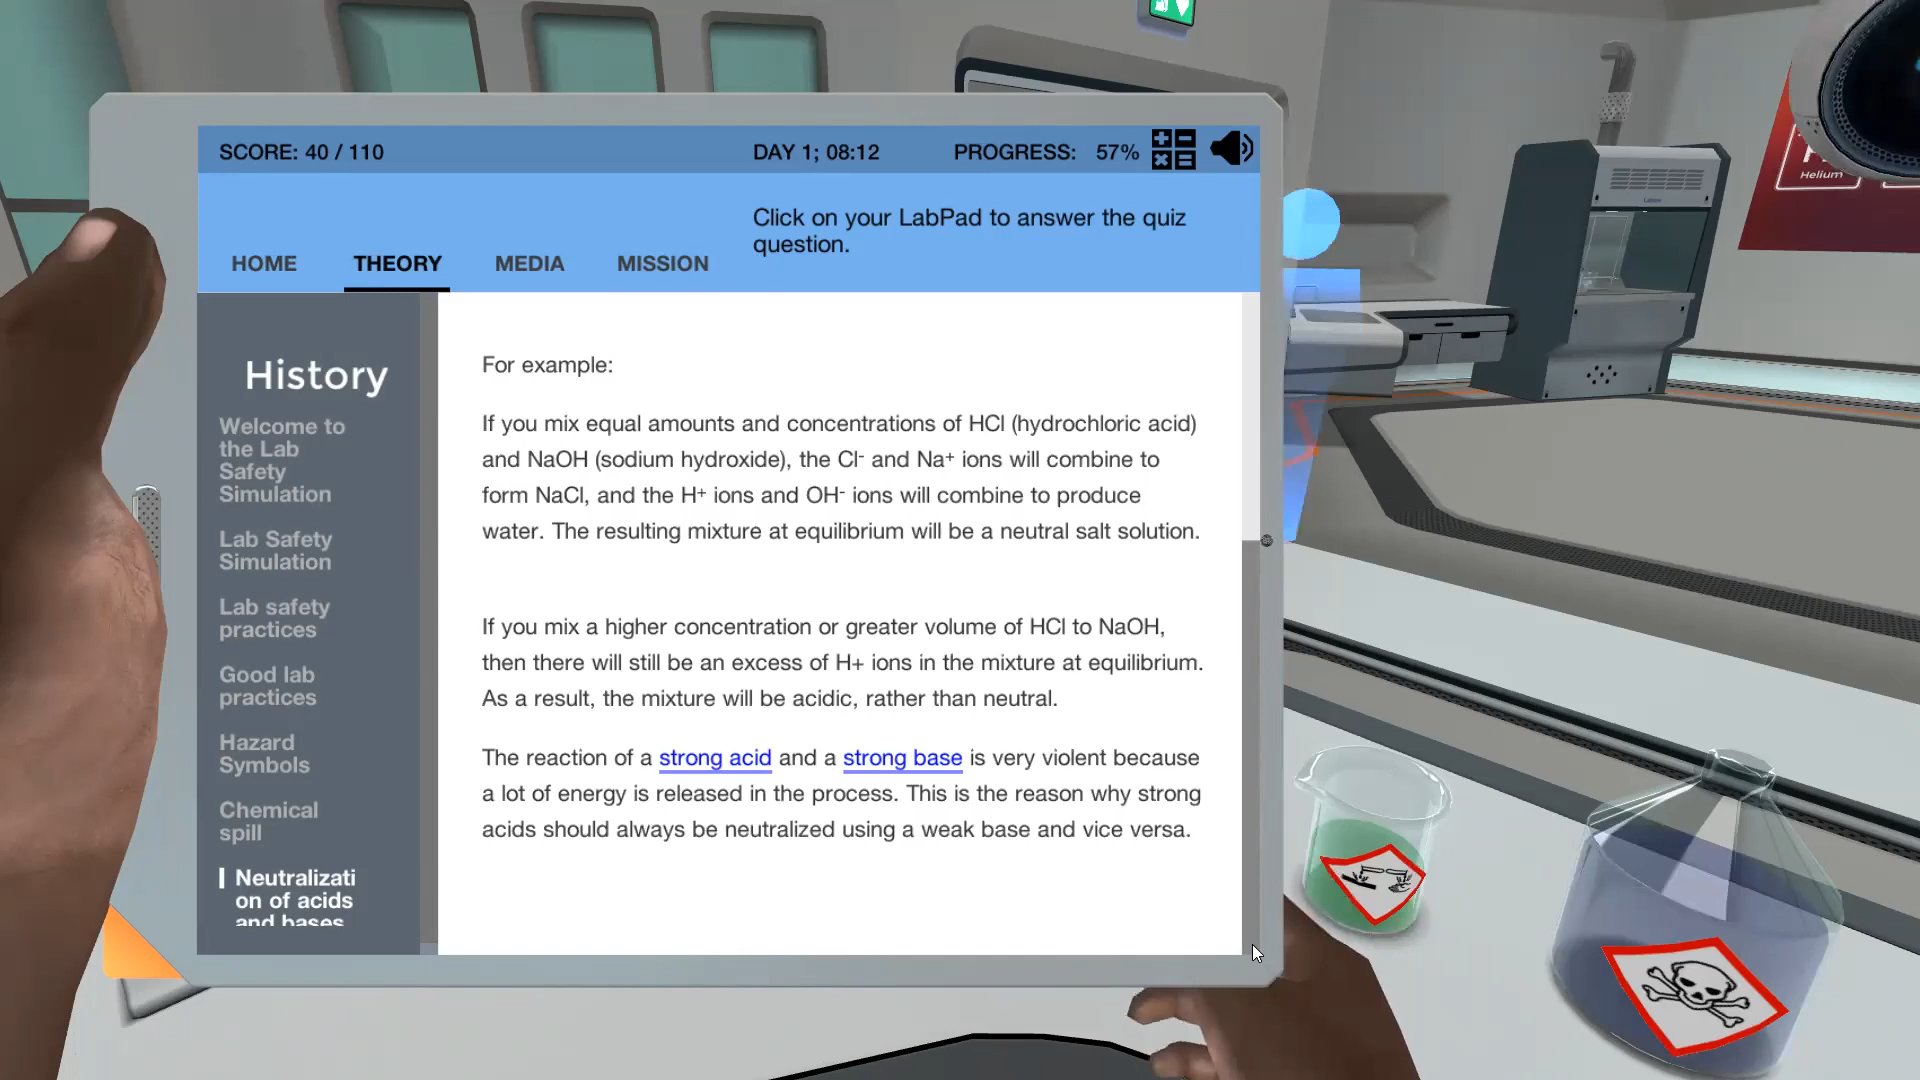 SCORE: 40 / 110
DAY 1; 08:12
PROGRESS: 57%
Click on your LabPad to answer the quiz
question.
HOME
THEORY
MEDIA
MISSION
History
Welcome to
the Lab
Safety
Simulation
Lab Safety
Simulation
Lab safety
practices
Good lab
practices
Hazard
Symbols
Chemical
spill
Neutralizati
on of acids
and bases
For example:
If you mix equal amounts and concentrations of HCl (hydrochloric acid)
and NaOH (sodium hydroxide), the Cl- and Na+ ions will combine to
form NaCl, and the H+ ions and OH- ions will combine to produce
water. The resulting mixture at equilibrium will be a neutral salt solution.
If you mix a higher concentration or greater volume of HCl to NaOH,
then there will still be an excess of H+ ions in the mixture at equilibrium.
As a result, the mixture will be acidic, rather than neutral.
The reaction of a strong acid and a strong base is very violent because
a lot of energy is released in the process. This is the reason why strong
acids should always be neutralized using a weak base and vice versa.
Helium